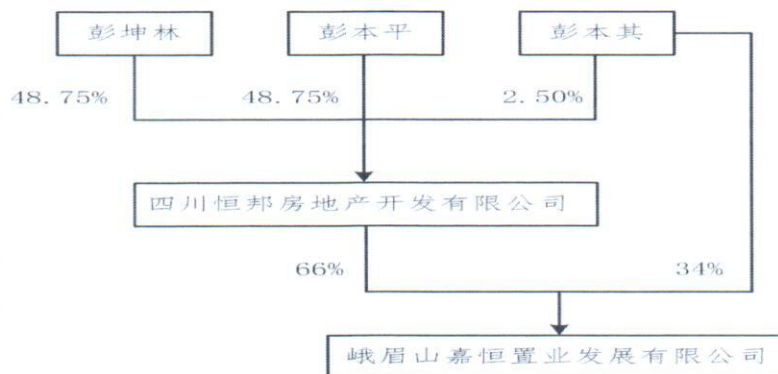 彭坤林 彭本平 彭本其
48.75% 48.75% 2.50%
四川恒邦房地产开发有限公司
66% 34%
峨眉山嘉恒置业发展有限公司